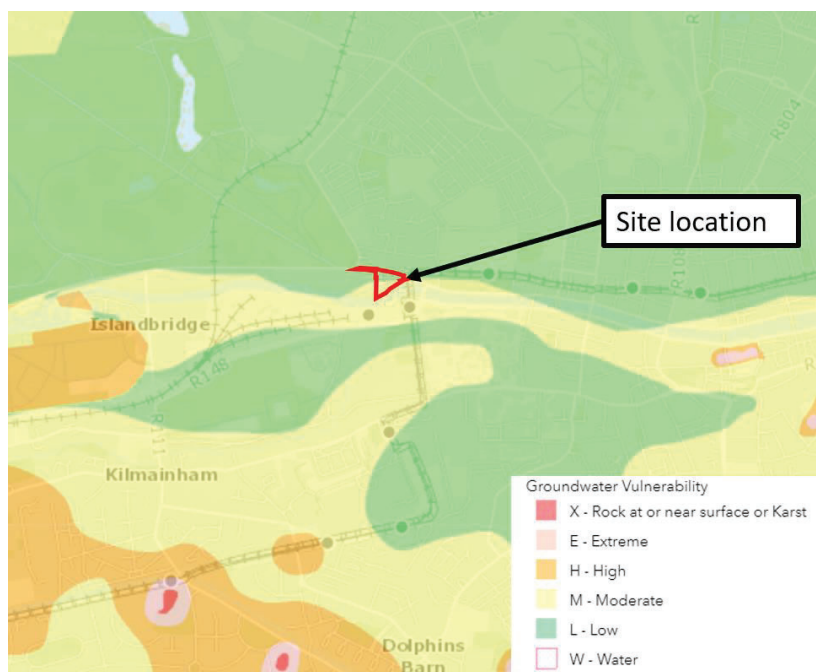 R804
Site location
R108
Islandbridge
R148
R111
Kilmainham
Dolphins
Barn
Groundwater Vulnerability
X - Rock at or near surface or Karst
E - Extreme
H - High
M - Moderate
L - Low
W - Water